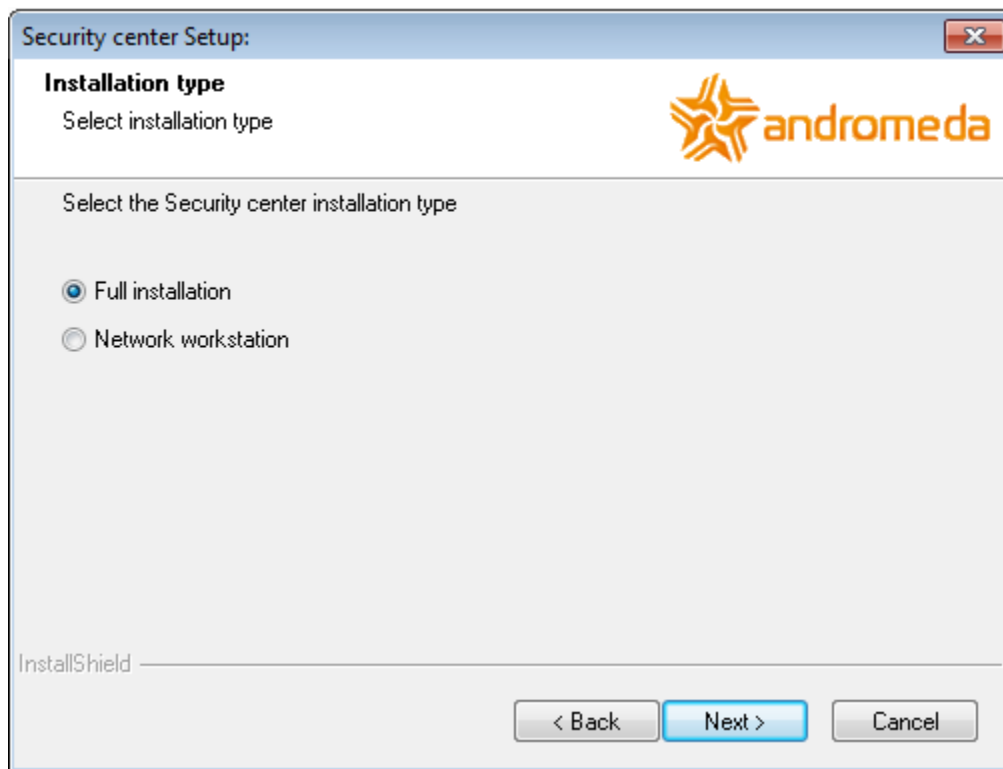 Security center Setup:
Installation type
Select installation type
andromeda
Select the Security center installation type
Full installation
Network workstation
InstallShield
< Back Next > Cancel